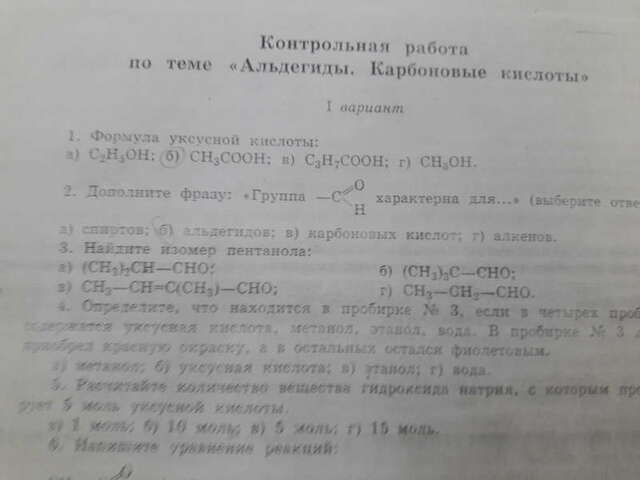 Контрольная работа
по теме «Альдегиды. Карбоновые кислоты»
I вариант
1. Формула уксусной кислоты:
а) C₂H₅OH; б) CH₃COOH; в) C₃H₇COOH; г) CH₃OH.
2. Дополните фразу: «Группа —C(=O)H характерна для...» (выберите отве
а) спиртов; б) альдегидов; в) карбоновых кислот; г) алкенов.
3. Найдите изомер пентанола:
а) (CH₃)₂CH—CHO; б) (CH₃)₃C—CHO;
в) CH₃—CH=C(CH₃)—CHO; г) CH₃—CH₂—CHO.
4. Определите, что находится в пробирке № 3, если в четырех проб
содержатся уксусная кислота, метанол, этанол, вода. В пробирке № 3 л
приобрел красную окраску, а в остальных остался фиолетовым.
а) метанол; б) уксусная кислота; в) этанол; г) вода.
5. Рассчитайте количество вещества гидроксида натрия, с которым про
рует 5 моль уксусной кислоты.
а) 1 моль; б) 10 моль; в) 5 моль; г) 15 моль.
6. Напишите уравнение реакций: